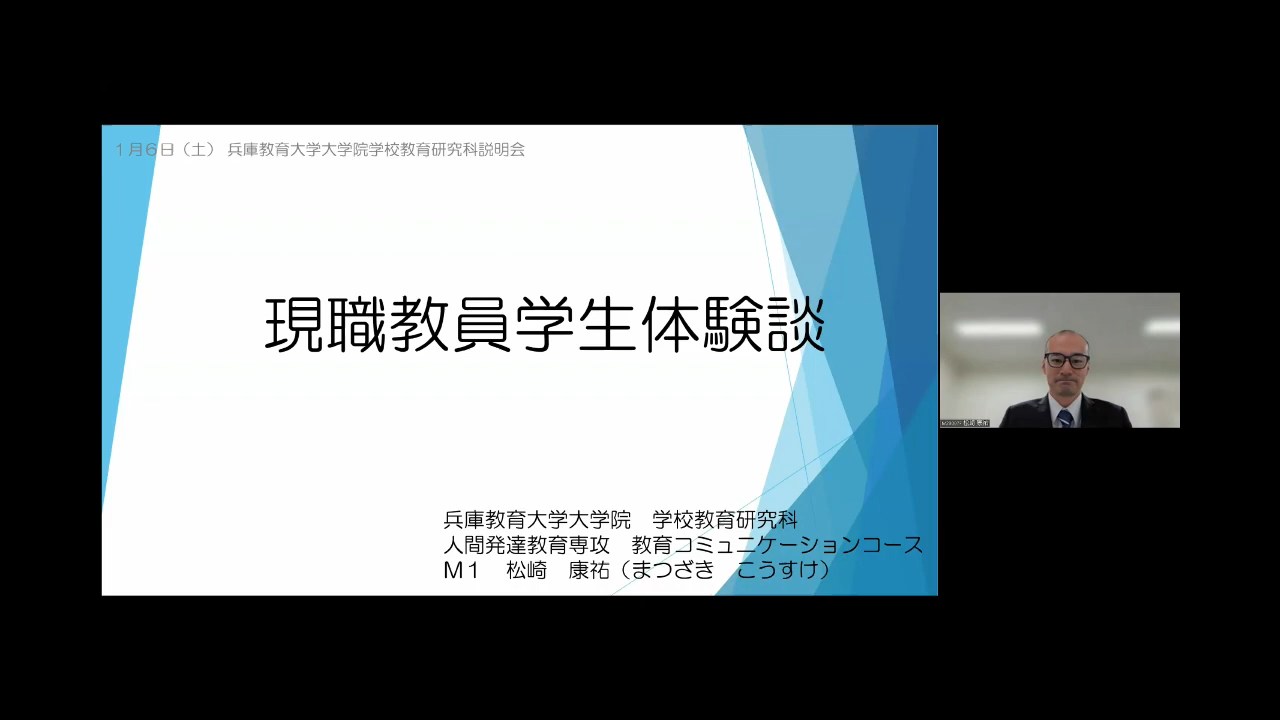 １月６日（土） 兵庫教育大学大学院学校教育研究科説明会
現職教員学生体験談
兵庫教育大学大学院　学校教育研究科
人間発達教育専攻　教育コミュニケーションコース
Ｍ１　松崎　康祐（まつざき　こうすけ）
松崎 康祐